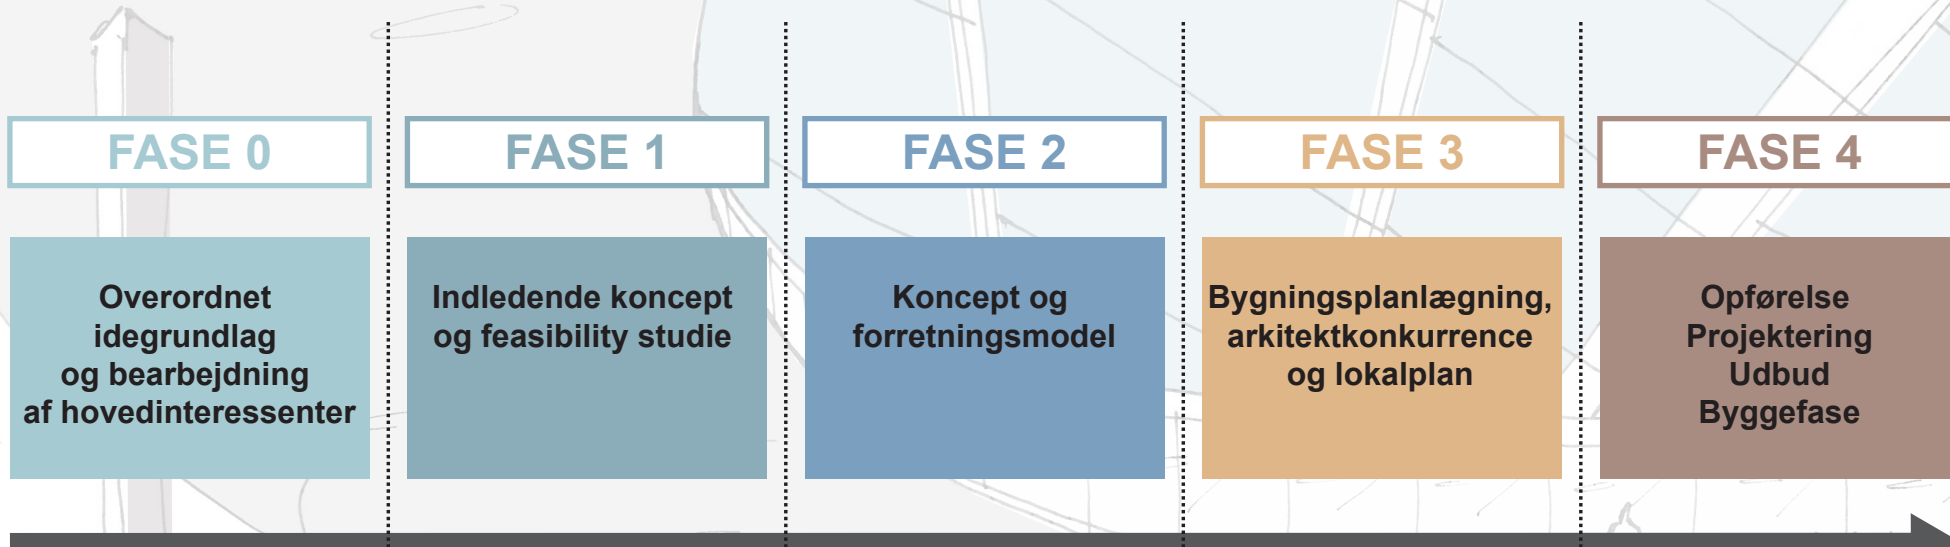 FASE 0
Overordnet
idegrundlag
og bearbejdning
af hovedinteressenter
FASE 1
Indledende koncept
og feasibility studie
FASE 2
Koncept og
forretningsmodel
FASE 3
Bygningsplanlægning,
arkitektkonkurrence
og lokalplan
FASE 4
Opførelse
Projektering
Udbud
Byggefase